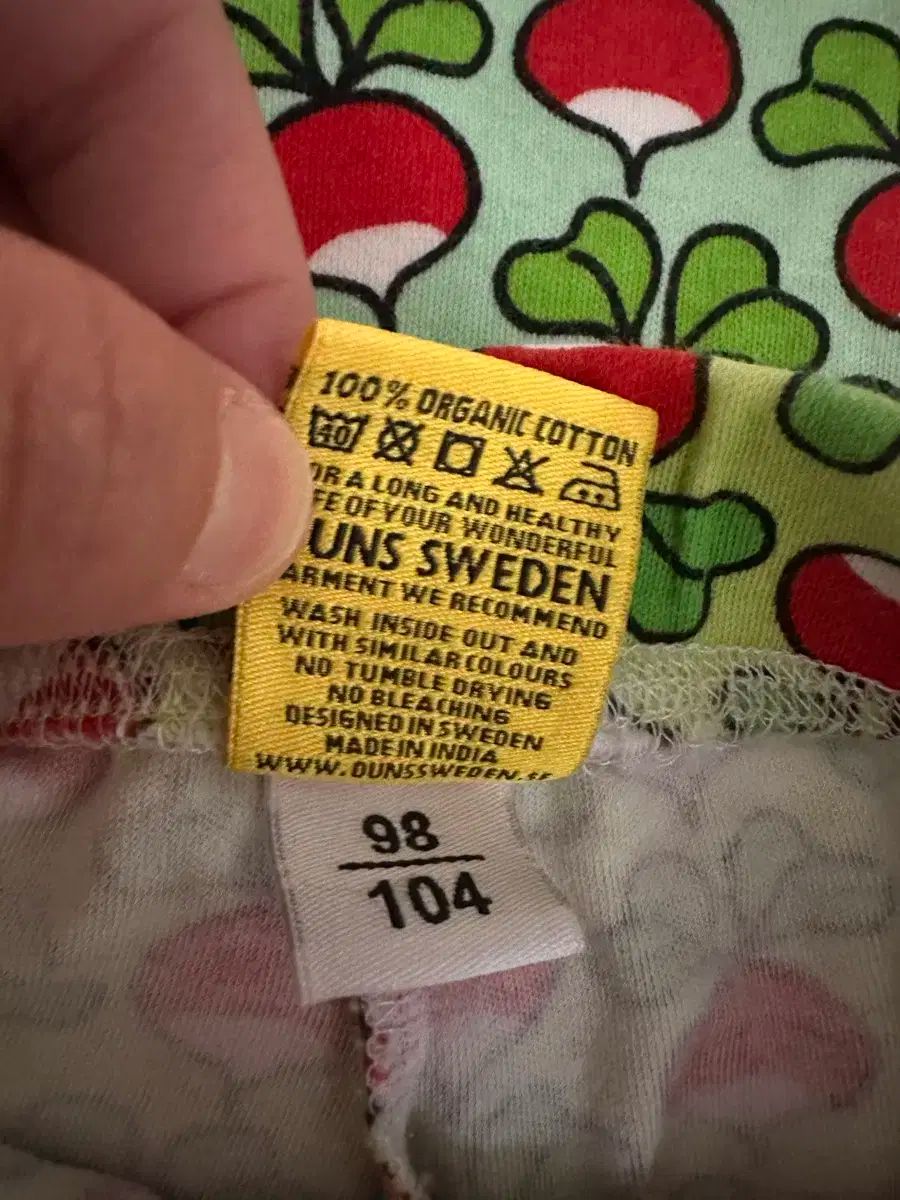 100% ORGANIC COTTON
40
OR A LONG AND HEALTHY
FE OF YOUR WONDERFUL
UNS SWEDEN
ARMENT WE RECOMMEND
WASH INSIDE OUT AND
WITH SIMILAR COLOURS
NO TUMBLE DRYING
NO BLEACHING
DESIGNED IN SWEDEN
MADE IN INDIA
WWW.DUNSSWEDEN.SE
98
104